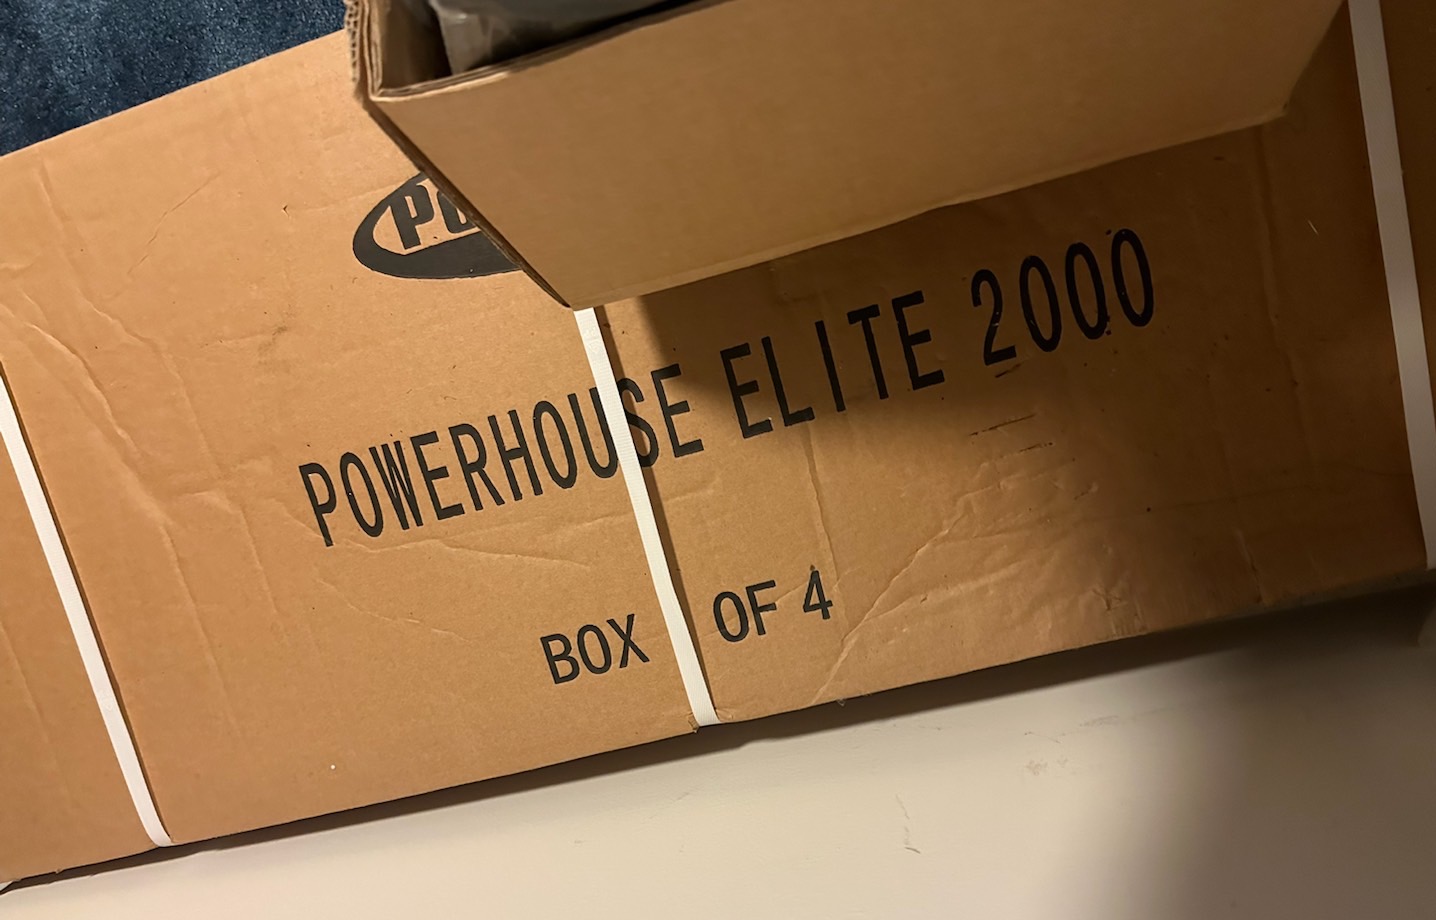 POWERHOUSE ELITE 2000
BOX OF 4